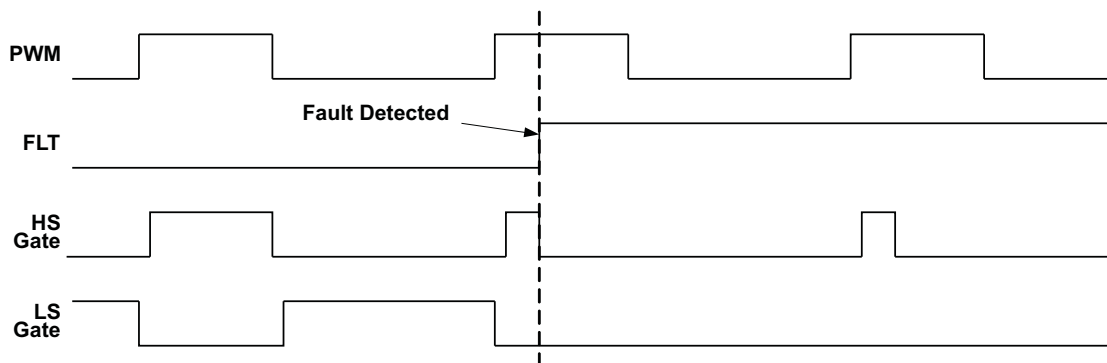 PWM
Fault Detected
FLT
HS
Gate
LS
Gate